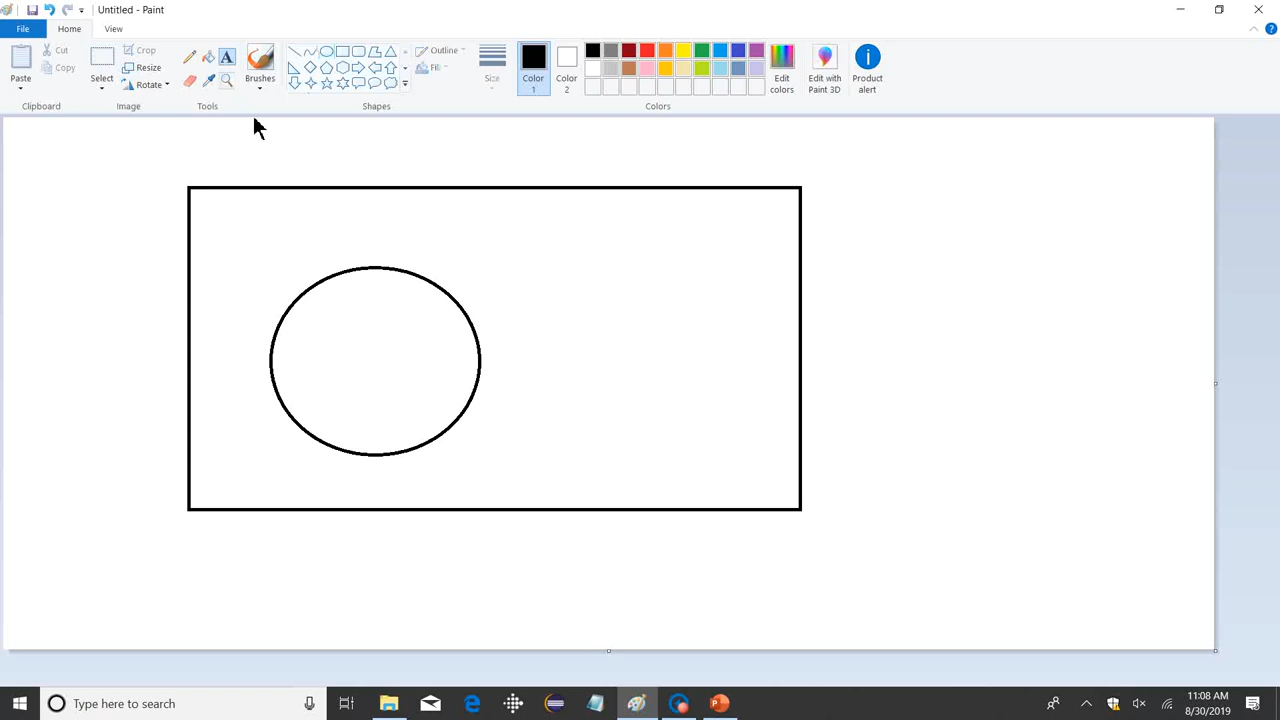 Untitled - Paint
File Home View
Paste
Cut
Copy
Clipboard
Select
Crop
Resize
Rotate
Image
A
Tools
Brushes
Shapes
Outline
Fill
Size
Color 1
Color 2
Edit colors
Colors
Edit with Paint 3D
Product alert
Type here to search
11:08 AM
8/30/2019